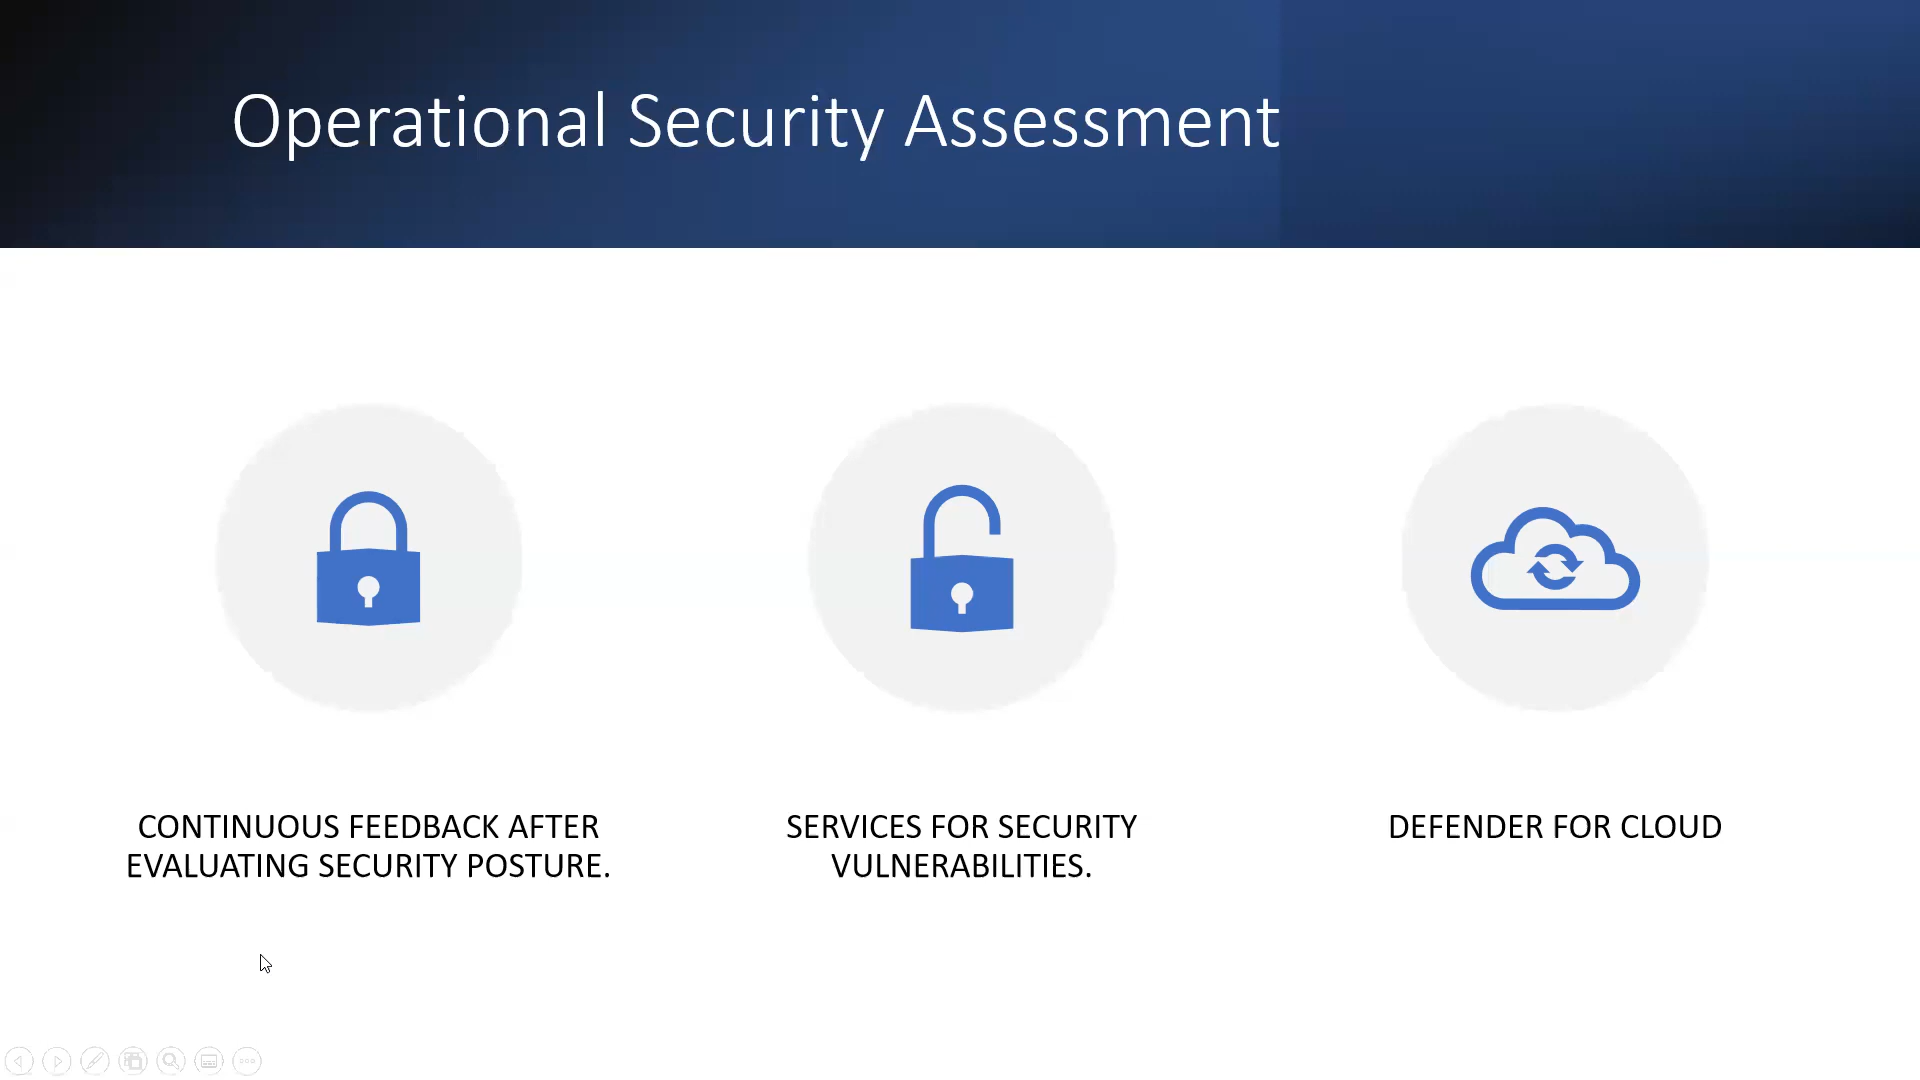 Operational Security Assessment
CONTINUOUS FEEDBACK AFTER
EVALUATING SECURITY POSTURE.
SERVICES FOR SECURITY
VULNERABILITIES.
DEFENDER FOR CLOUD